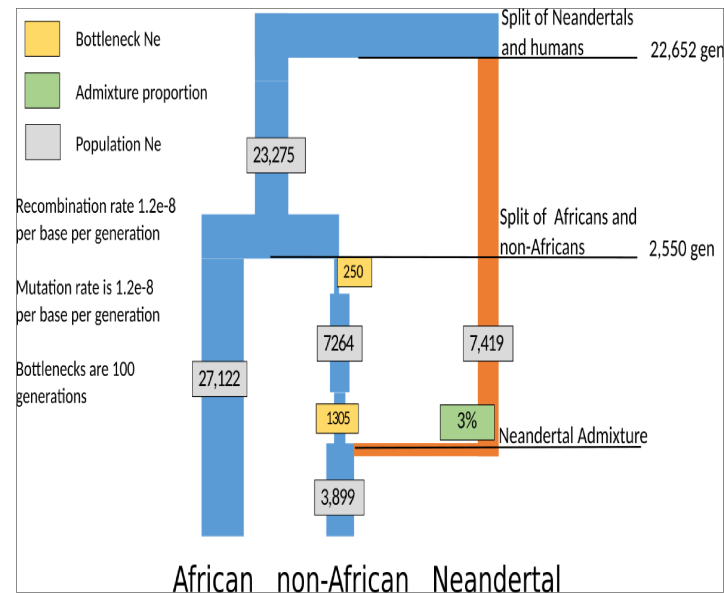 Bottleneck Ne
Admixture proportion
Population Ne
Recombination rate 1.2e-8
per base per generation
Mutation rate is 1.2e-8
per base per generation
Bottlenecks are 100
generations
Split of Neandertals
and humans
22,652 gen
23,275
Split of Africans and
non-Africans
2,550 gen
250
7264
7,419
27,122
1305
3%
Neandertal Admixture
3,899
African non-African Neandertal